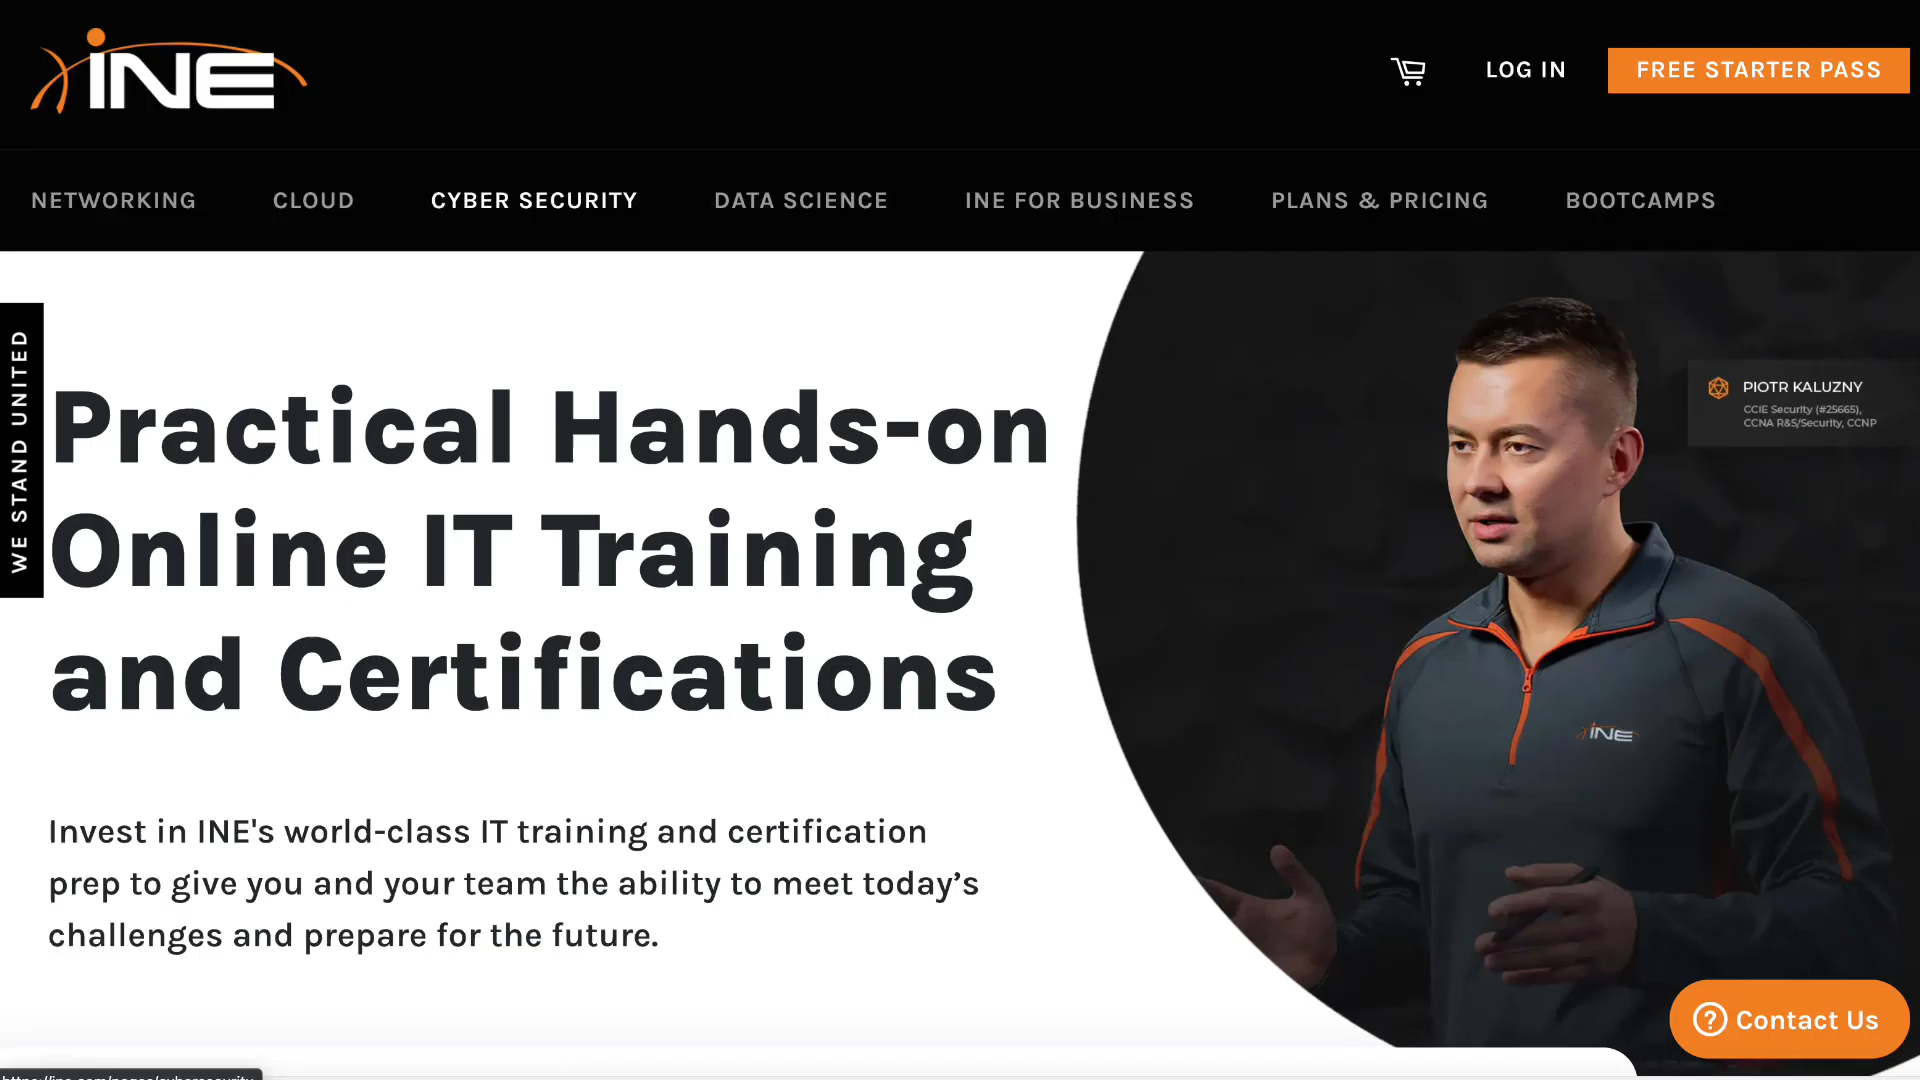 INE
LOG IN
FREE STARTER PASS
NETWORKING
CLOUD
CYBER SECURITY
DATA SCIENCE
INE FOR BUSINESS
PLANS & PRICING
BOOTCAMPS
WE STAND UNITED
Practical Hands-on
Online IT Training
and Certifications
Invest in INE's world-class IT training and certification
prep to give you and your team the ability to meet today’s
challenges and prepare for the future.
PIOTR KALUZNY
CCIE Security (#25665),
CCNA R&S/Security, CCNP
INE
? Contact Us